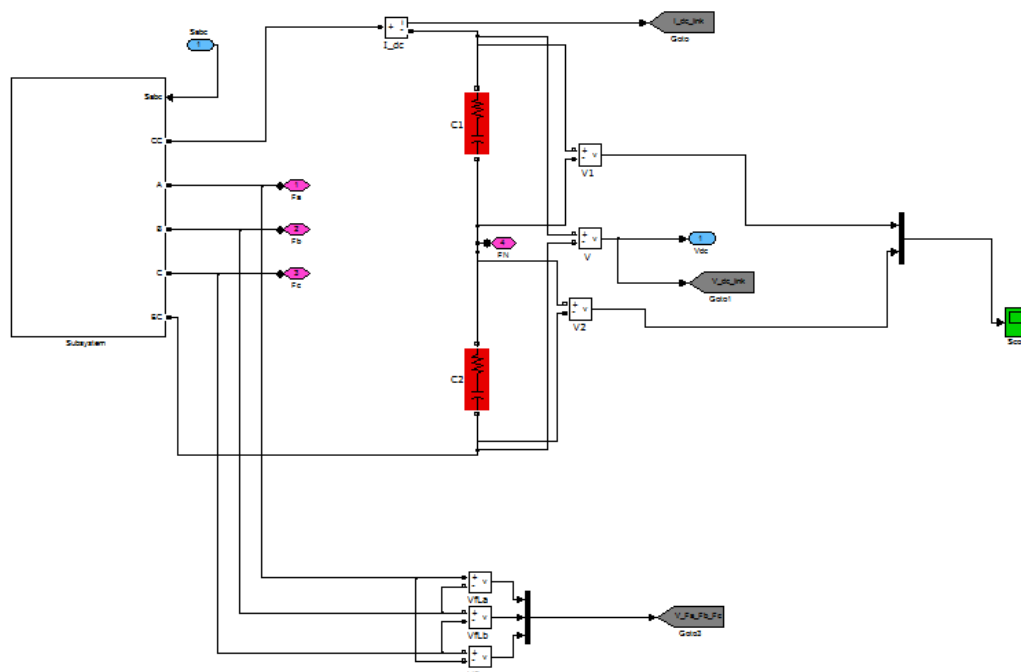 I_dc_link
Goto
I_dc
Sabc
1
Sabc
CC
A
B
C
EC
Subsystem
1
Fa
2
Fb
3
Fc
C1
V1
v
4
FN
V
v
1
Vdc
V_dc_link
Goto1
V2
v
C2
Sco
VfLa
v
VfLb
v
v
V_Fa_Fb_Fc
Goto2